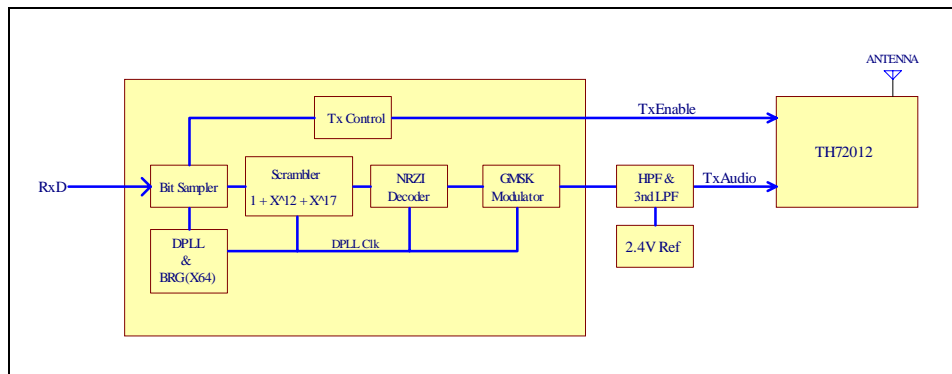 ANTENNA
TxEnable
Tx Control
TH72012
RxD
Bit Sampler
Scrambler
1 + X^12 + X^17
NRZI
Decoder
GMSK
Modulator
HPF &
3nd LPF
TxAudio
DPLL
&
BRG(X64)
DPLL Clk
2.4V Ref